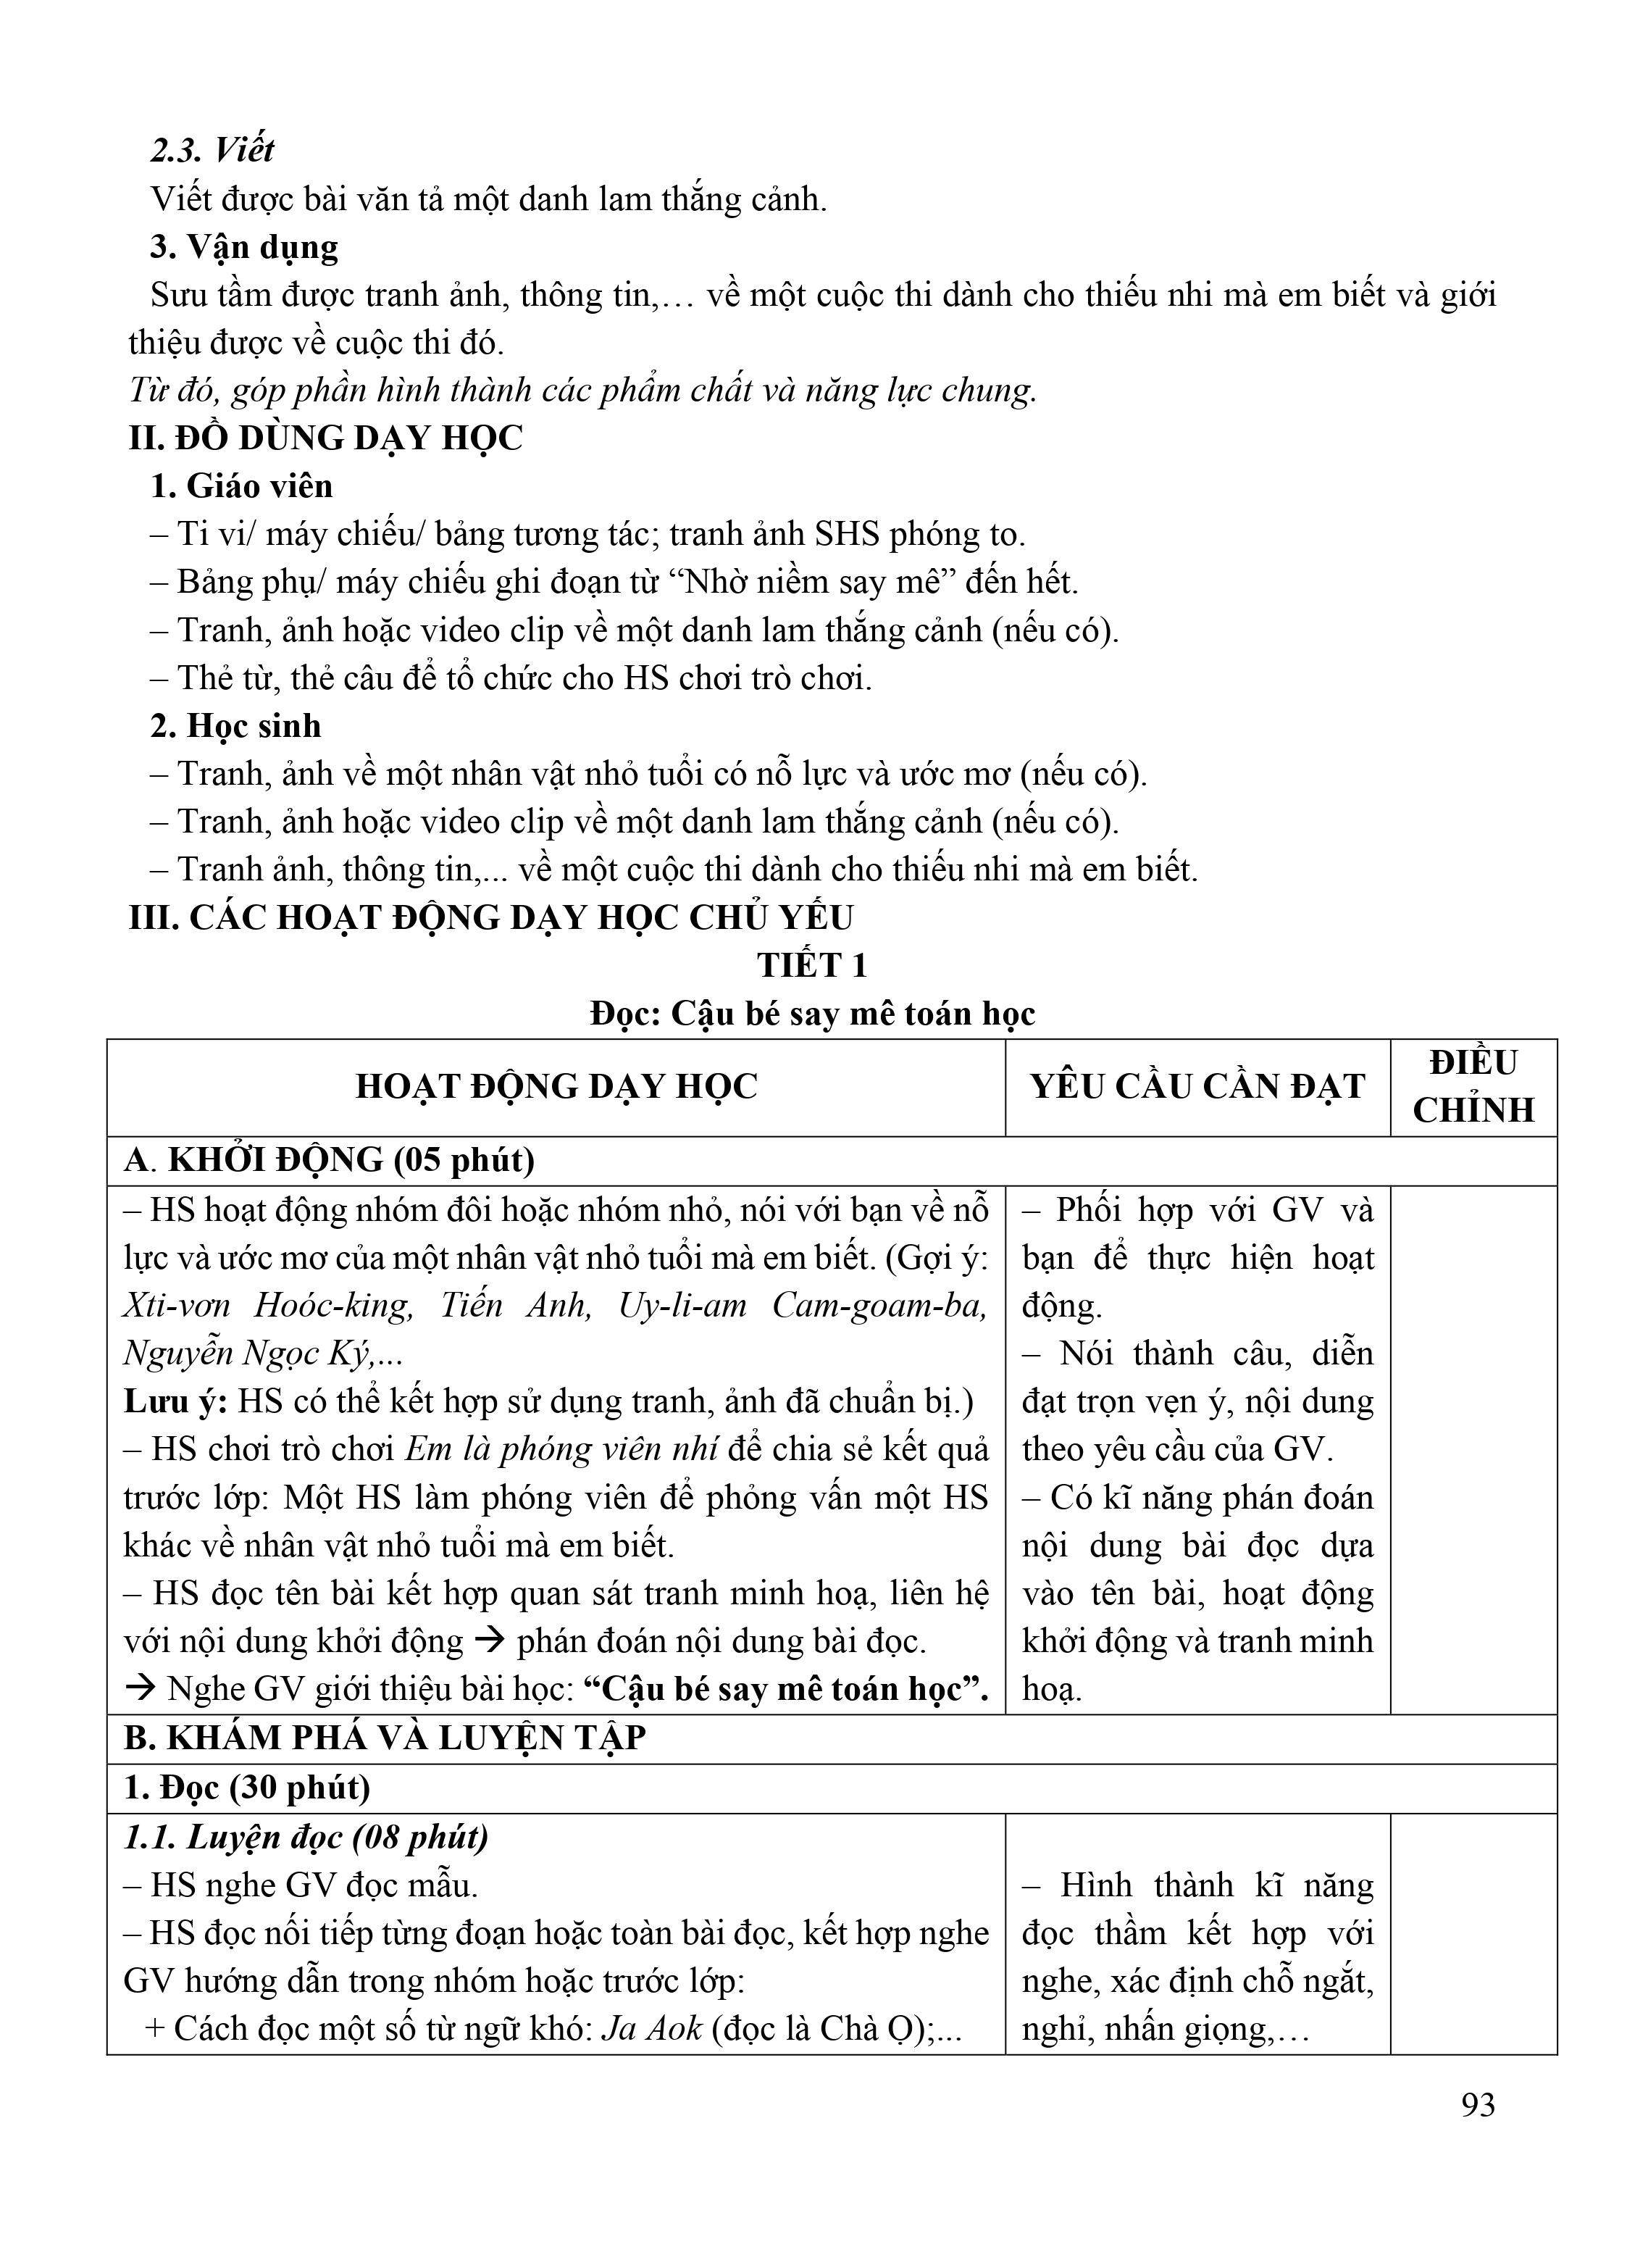 2.3. Viết
Viết được bài văn tả một danh lam thắng cảnh.
3. Vận dụng
Sưu tầm được tranh ảnh, thông tin,… về một cuộc thi dành cho thiếu nhi mà em biết và giới
thiệu được về cuộc thi đó.
Từ đó, góp phần hình thành các phẩm chất và năng lực chung.
II. ĐỒ DÙNG DẠY HỌC
1. Giáo viên
– Ti vi/ máy chiếu/ bảng tương tác; tranh ảnh SHS phóng to.
– Bảng phụ/ máy chiếu ghi đoạn từ “Nhờ niềm say mê” đến hết.
– Tranh, ảnh hoặc video clip về một danh lam thắng cảnh (nếu có).
– Thẻ từ, thẻ câu để tổ chức cho HS chơi trò chơi.
2. Học sinh
– Tranh, ảnh về một nhân vật nhỏ tuổi có nỗ lực và ước mơ (nếu có).
– Tranh, ảnh hoặc video clip về một danh lam thắng cảnh (nếu có).
– Tranh ảnh, thông tin,... về một cuộc thi dành cho thiếu nhi mà em biết.
III. CÁC HOẠT ĐỘNG DẠY HỌC CHỦ YẾU
TIẾT 1
Đọc: Cậu bé say mê toán học
HOẠT ĐỘNG DẠY HỌC
YÊU CẦU CẦN ĐẠT
ĐIỀU
CHỈNH
A. KHỞI ĐỘNG (05 phút)
– HS hoạt động nhóm đôi hoặc nhóm nhỏ, nói với bạn về nỗ
lực và ước mơ của một nhân vật nhỏ tuổi mà em biết. (Gợi ý:
Xti-vơn Hoóc-king, Tiến Anh, Uy-li-am Cam-goam-ba,
Nguyễn Ngọc Ký,...
Lưu ý: HS có thể kết hợp sử dụng tranh, ảnh đã chuẩn bị.)
– HS chơi trò chơi Em là phóng viên nhí để chia sẻ kết quả
trước lớp: Một HS làm phóng viên để phỏng vấn một HS
khác về nhân vật nhỏ tuổi mà em biết.
– HS đọc tên bài kết hợp quan sát tranh minh hoạ, liên hệ
với nội dung khởi động → phán đoán nội dung bài đọc.
→ Nghe GV giới thiệu bài học: “Cậu bé say mê toán học”.
– Phối hợp với GV và
bạn để thực hiện hoạt
động.
– Nói thành câu, diễn
đạt trọn vẹn ý, nội dung
theo yêu cầu của GV.
– Có kĩ năng phán đoán
nội dung bài đọc dựa
vào tên bài, hoạt động
khởi động và tranh minh
hoạ.
B. KHÁM PHÁ VÀ LUYỆN TẬP
1. Đọc (30 phút)
1.1. Luyện đọc (08 phút)
– HS nghe GV đọc mẫu.
– HS đọc nối tiếp từng đoạn hoặc toàn bài đọc, kết hợp nghe
GV hướng dẫn trong nhóm hoặc trước lớp:
+ Cách đọc một số từ ngữ khó: Ja Aok (đọc là Chà Ọ);...
– Hình thành kĩ năng
đọc thầm kết hợp với
nghe, xác định chỗ ngắt,
nghỉ, nhấn giọng,…
93